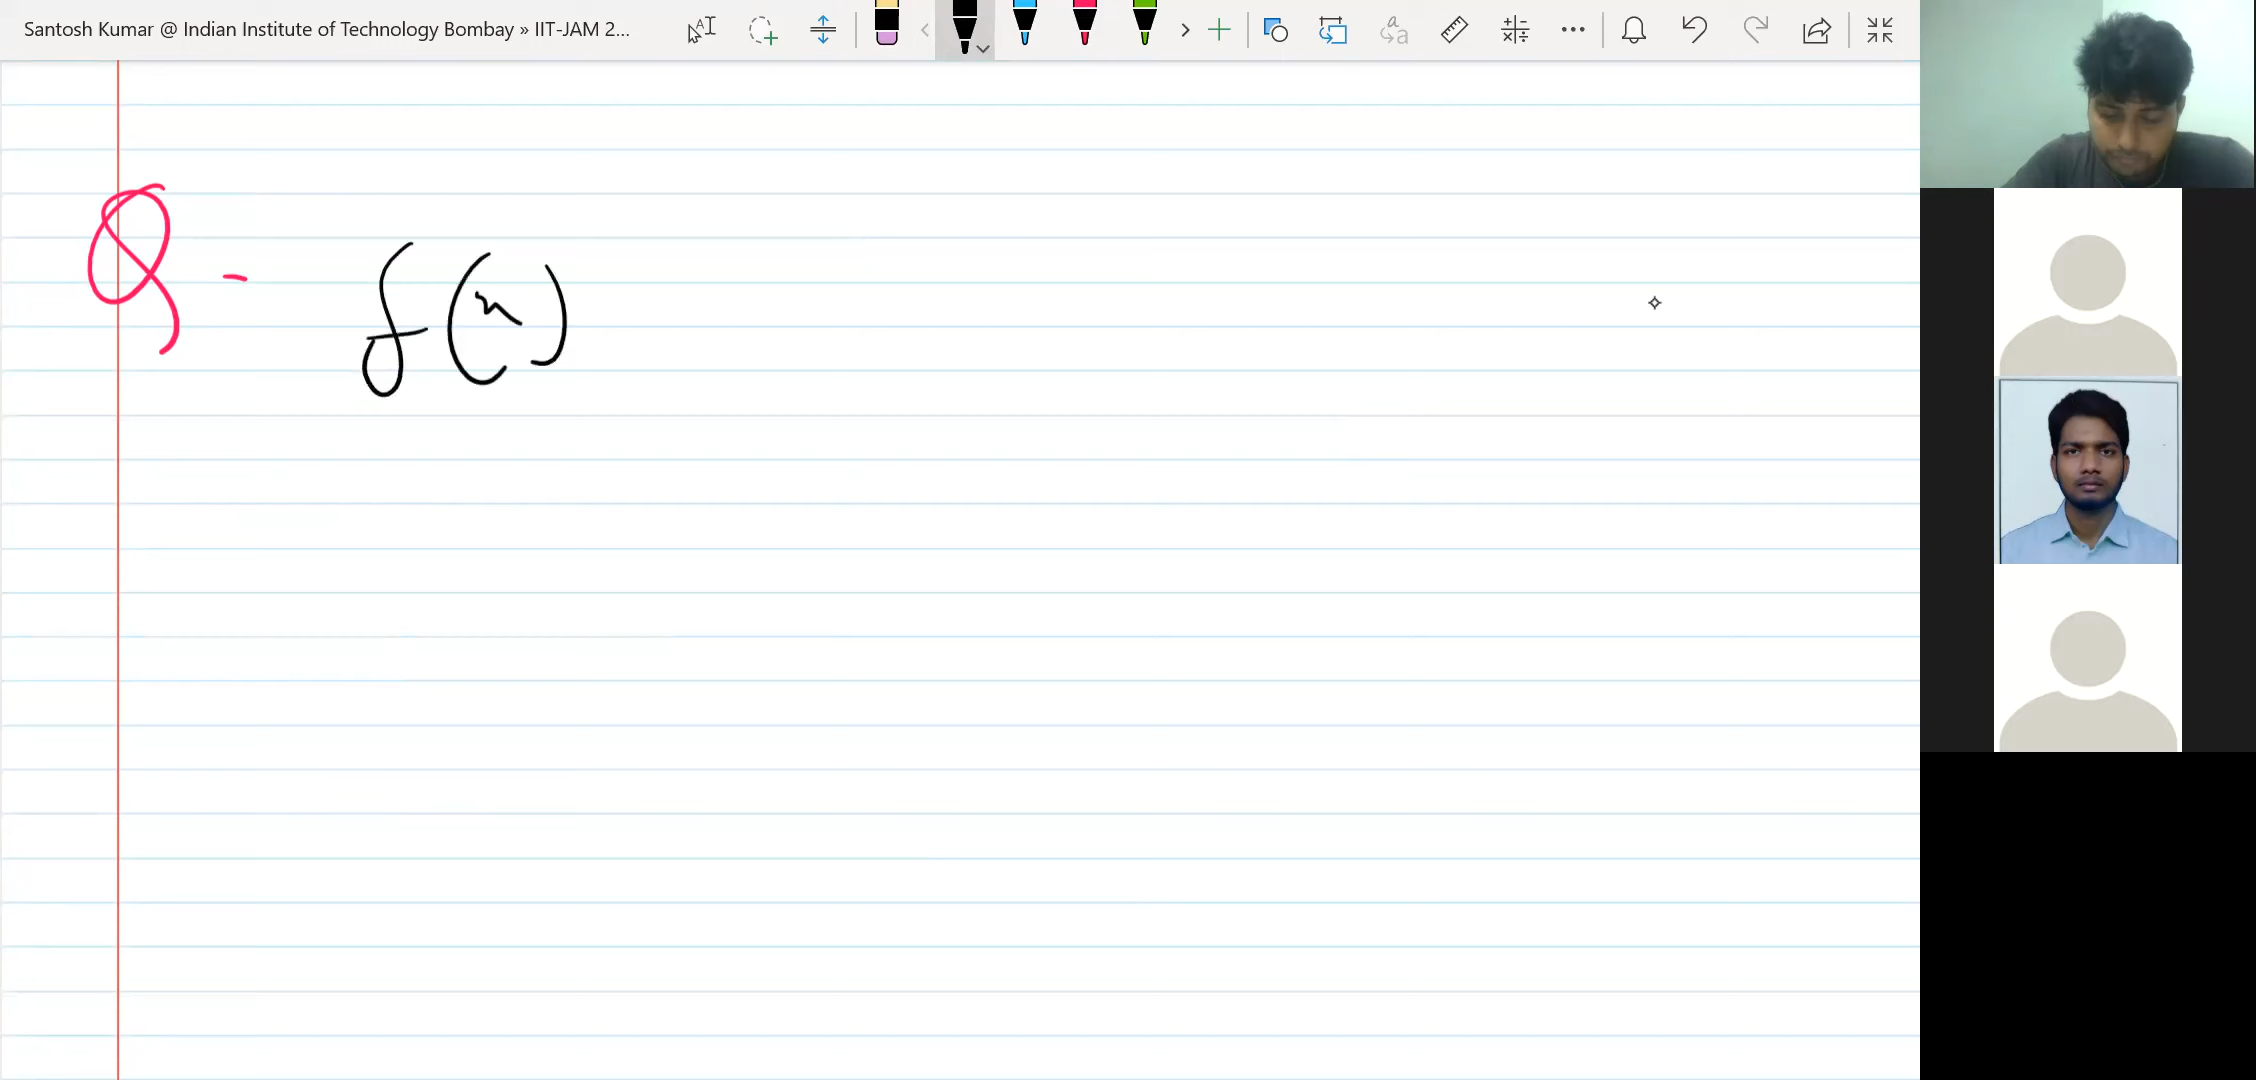 Santosh Kumar @ Indian Institute of Technology Bombay » IIT-JAM 2...
Q - f(x)